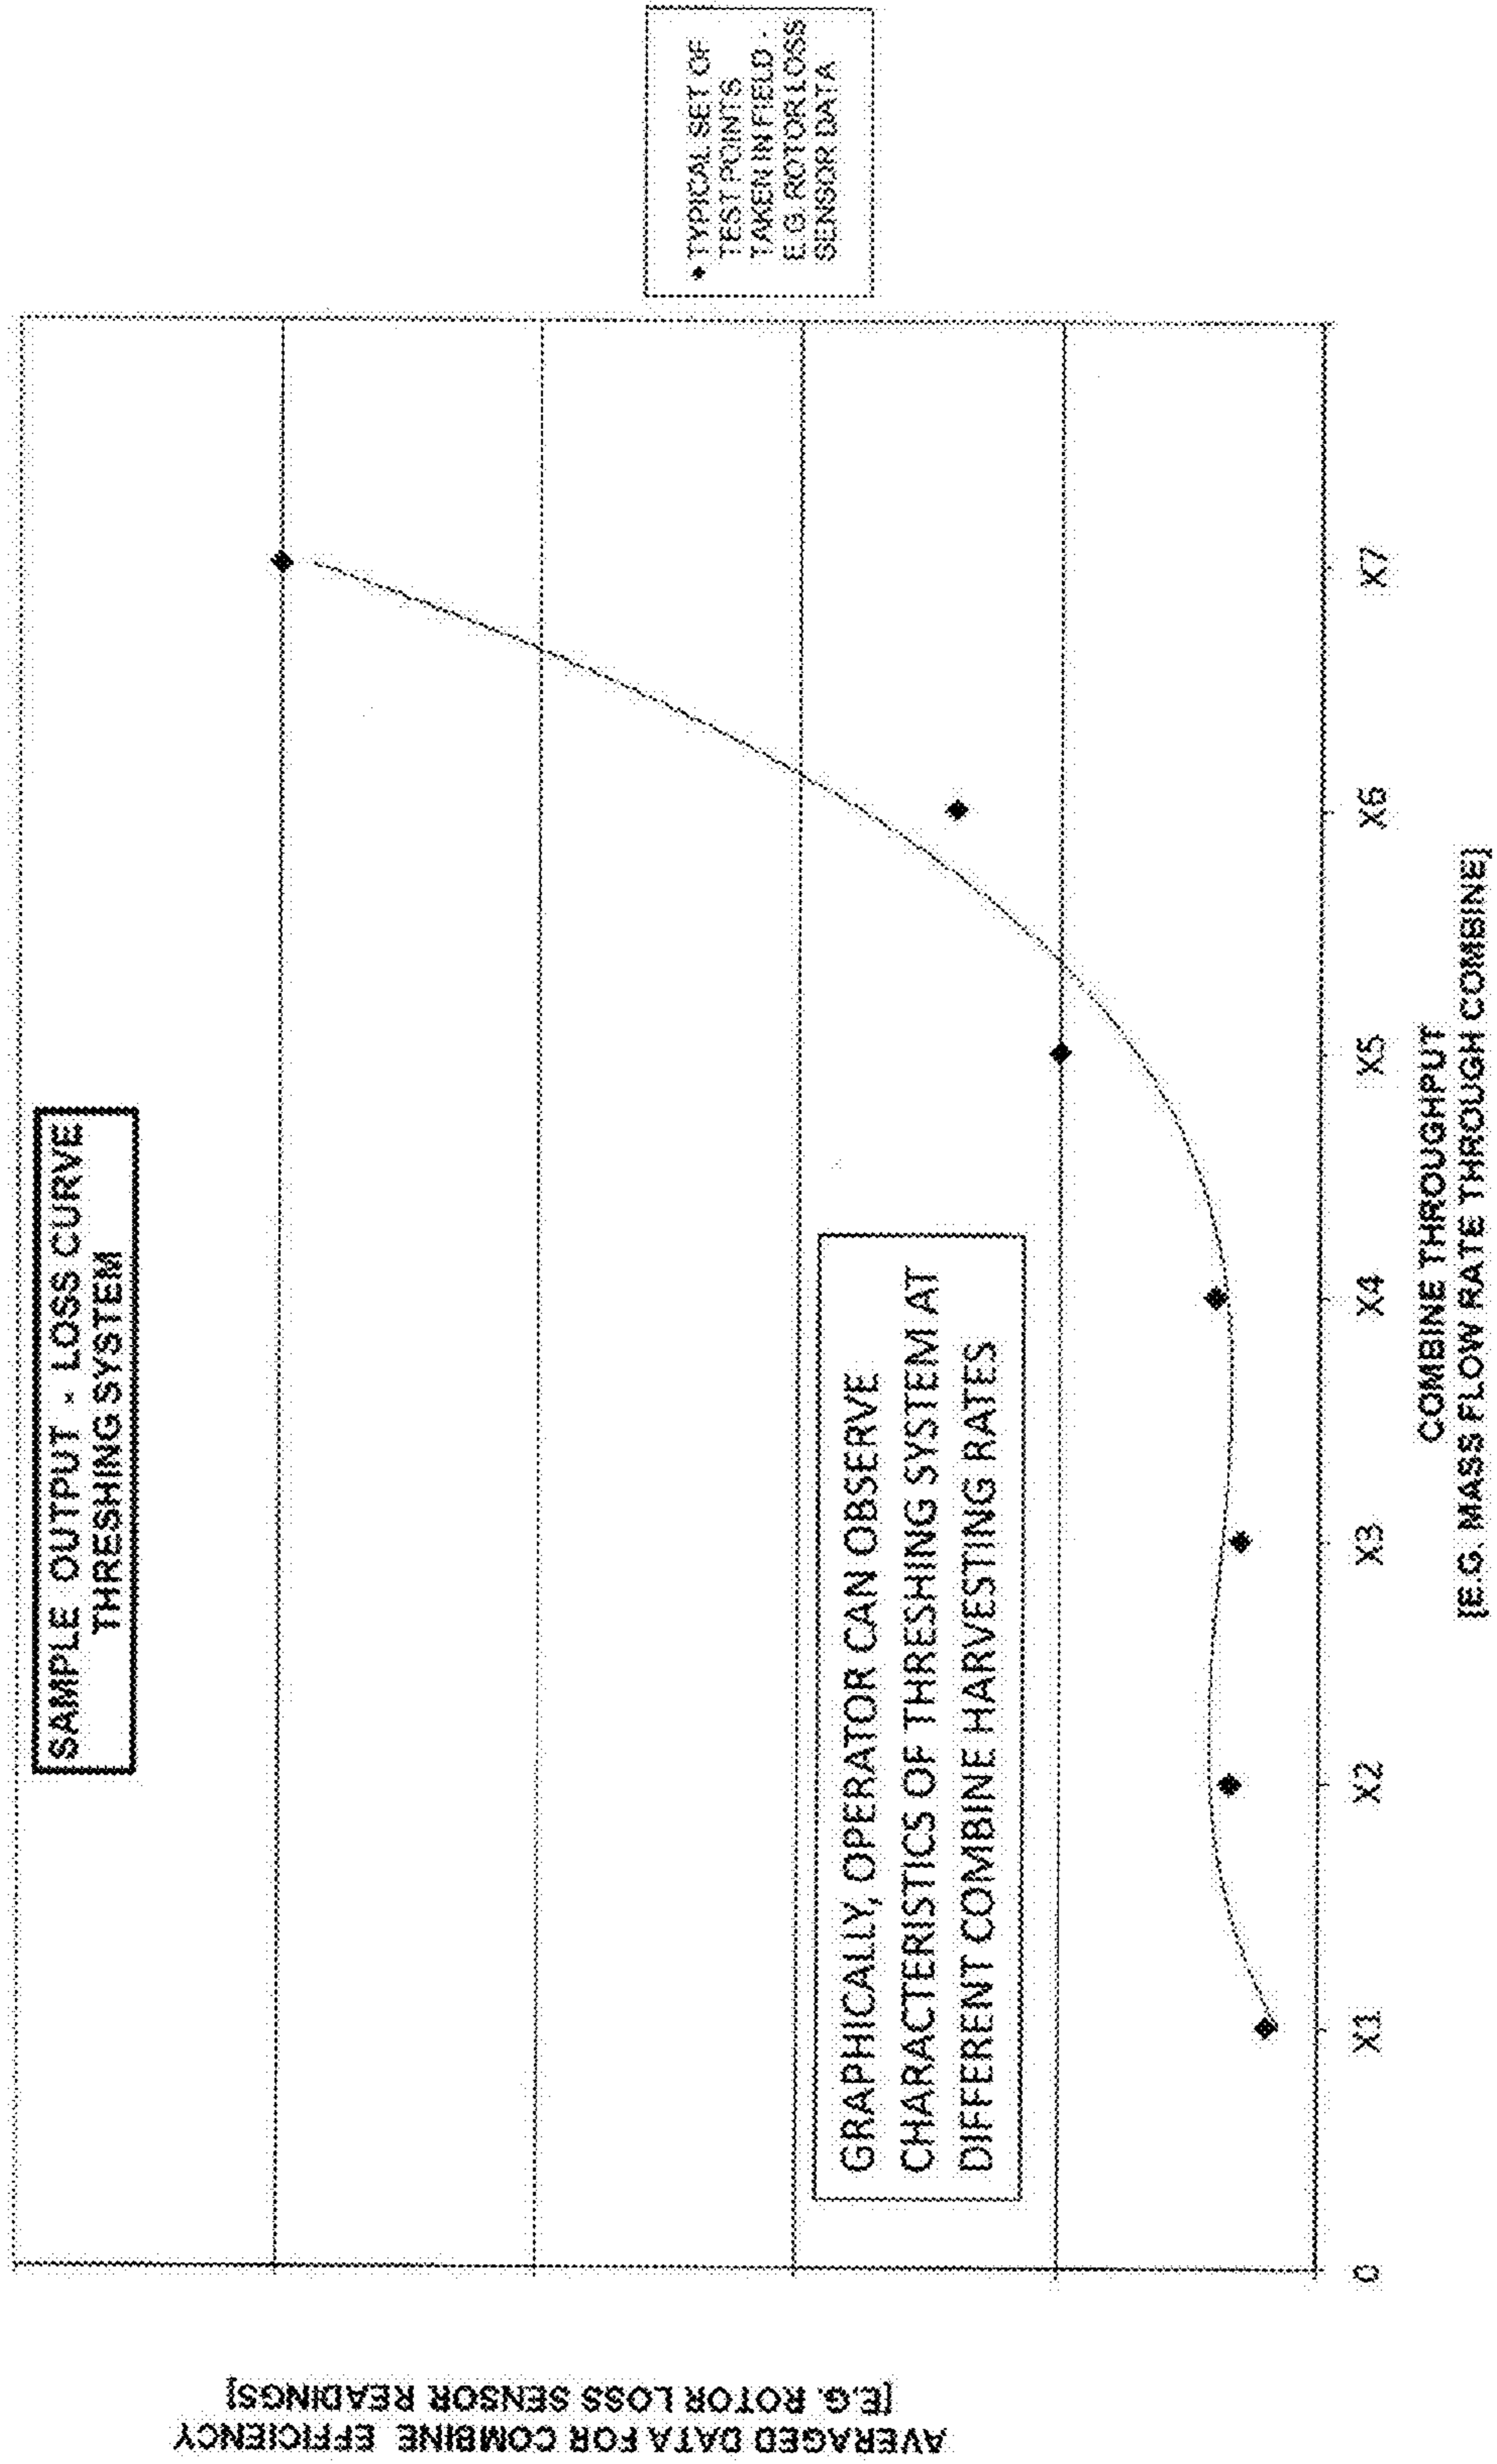 SAMPLE OUTPUT - LOSS CURVE
THRESHING SYSTEM
AVERAGED DATA FOR COMBINE EFFICIENCY
[E.G. ROTOR LOSS SENSOR READINGS]
GRAPHICALLY, OPERATOR CAN OBSERVE
CHARACTERISTICS OF THRESHING SYSTEM AT
DIFFERENT COMBINE HARVESTING RATES
• TYPICAL SET OF
TEST POINTS
TAKEN IN FIELD -
E.G. ROTOR LOSS
SENSOR DATA
0 X1 X2 X3 X4 X5 X6 X7
COMBINE THROUGHPUT
[E.G. MASS FLOW RATE THROUGH COMBINE]